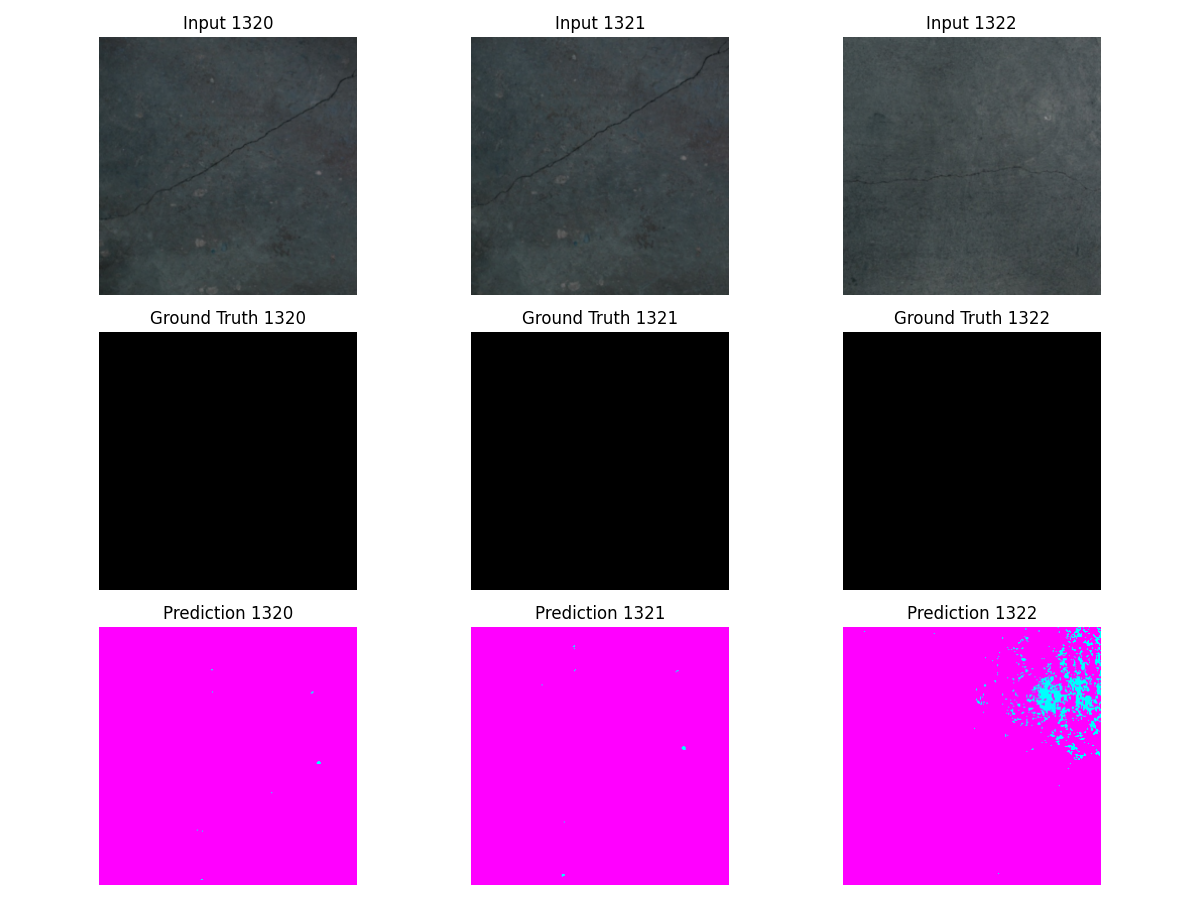 Input 1320
Input 1321
Input 1322
Ground Truth 1320
Ground Truth 1321
Ground Truth 1322
Prediction 1320
Prediction 1321
Prediction 1322